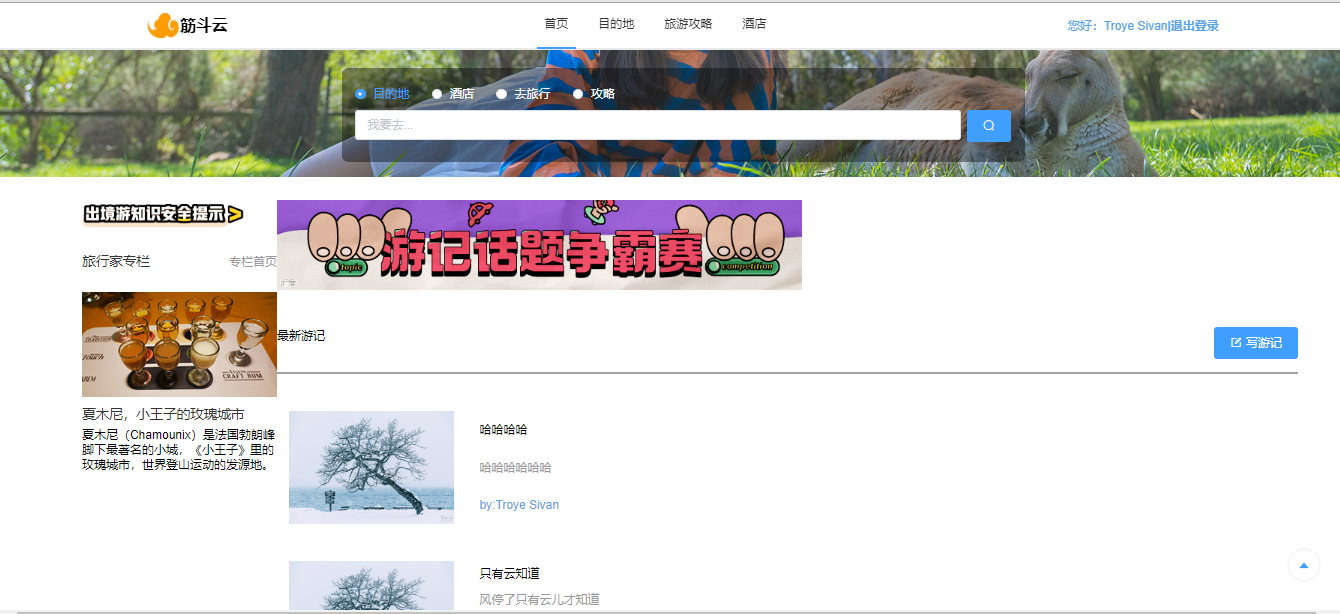 筋斗云
首页 目的地 旅游攻略 酒店
您好：Troye Sivan|退出登录
目的地 酒店 去旅行 攻略
我要去...
出境游知识安全提示
旅行家专栏 专栏首页
topic 游记话题争霸赛 competition
广告
最新游记
写游记
夏木尼，小王子的玫瑰城市
夏木尼（Chamounix）是法国勃朗峰
脚下最著名的小城，《小王子》里的
玫瑰城市，世界登山运动的发源地。
哈哈哈哈
哈哈哈哈哈哈
by:Troye Sivan
只有云知道
风停了只有云儿才知道